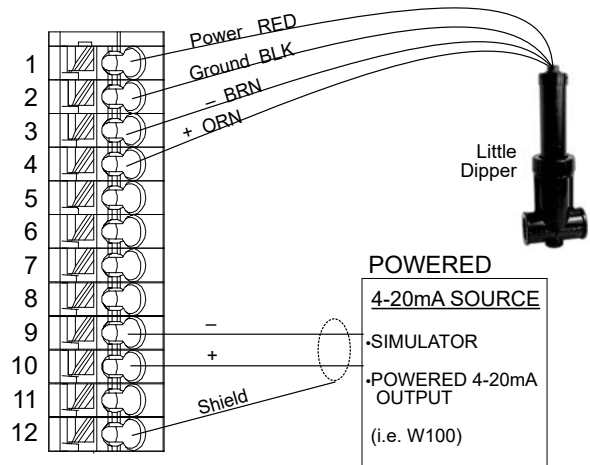 Power RED
1
Ground BLK
2
– BRN
3
+ ORN
4
Little
Dipper
5
6
7
8
9
10
11
12
–
+
Shield
POWERED
4-20mA SOURCE
•SIMULATOR
•POWERED 4-20mA
OUTPUT
(i.e. W100)